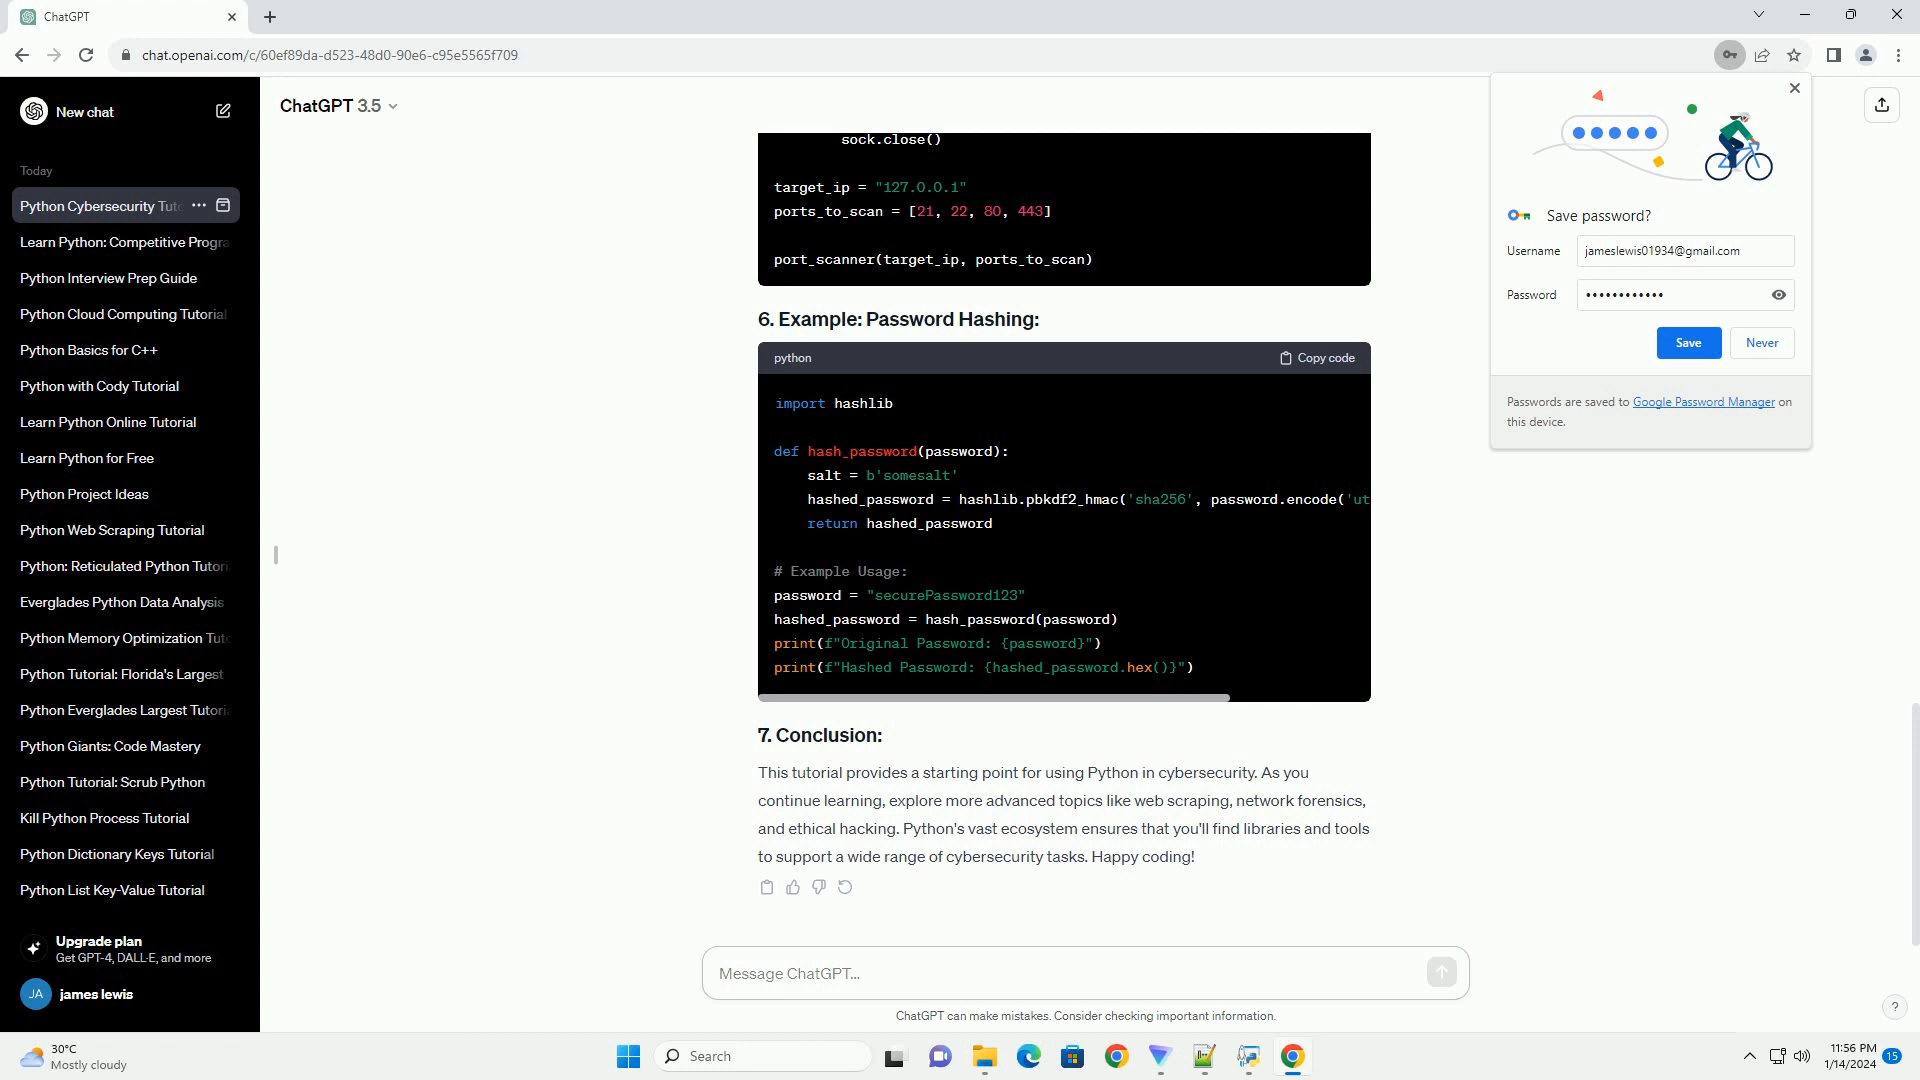 ChatGPT
chat.openai.com/c/60ef89da-d523-48d0-90e6-c95e5565f709
New chat
Today
Python Cybersecurity Tuto
Learn Python: Competitive Progra
Python Interview Prep Guide
Python Cloud Computing Tutorial
Python Basics for C++
Python with Cody Tutorial
Learn Python Online Tutorial
Learn Python for Free
Python Project Ideas
Python Web Scraping Tutorial
Python: Reticulated Python Tutori
Everglades Python Data Analysis
Python Memory Optimization Tuto
Python Tutorial: Florida's Largest
Python Everglades Largest Tutoria
Python Giants: Code Mastery
Python Tutorial: Scrub Python
Kill Python Process Tutorial
Python Dictionary Keys Tutorial
Python List Key-Value Tutorial
Upgrade plan
Get GPT-4, DALL·E, and more
JA james lewis
ChatGPT 3.5
sock.close()
target_ip = "127.0.0.1"
ports_to_scan = [21, 22, 80, 443]
port_scanner(target_ip, ports_to_scan)
6. Example: Password Hashing:
python Copy code
import hashlib
def hash_password(password):
salt = b'somesalt'
hashed_password = hashlib.pbkdf2_hmac('sha256', password.encode('ut
return hashed_password
# Example Usage:
password = "securePassword123"
hashed_password = hash_password(password)
print(f"Original Password: {password}")
print(f"Hashed Password: {hashed_password.hex()}")
7. Conclusion:
This tutorial provides a starting point for using Python in cybersecurity. As you
continue learning, explore more advanced topics like web scraping, network forensics,
and ethical hacking. Python's vast ecosystem ensures that you'll find libraries and tools
to support a wide range of cybersecurity tasks. Happy coding!
Message ChatGPT...
ChatGPT can make mistakes. Consider checking important information.
?
Save password?
Username jameslewis01934@gmail.com
Password ••••••••••••
Save Never
Passwords are saved to Google Password Manager on
this device.
30°C
Mostly cloudy
Search
11:56 PM
1/14/2024
15